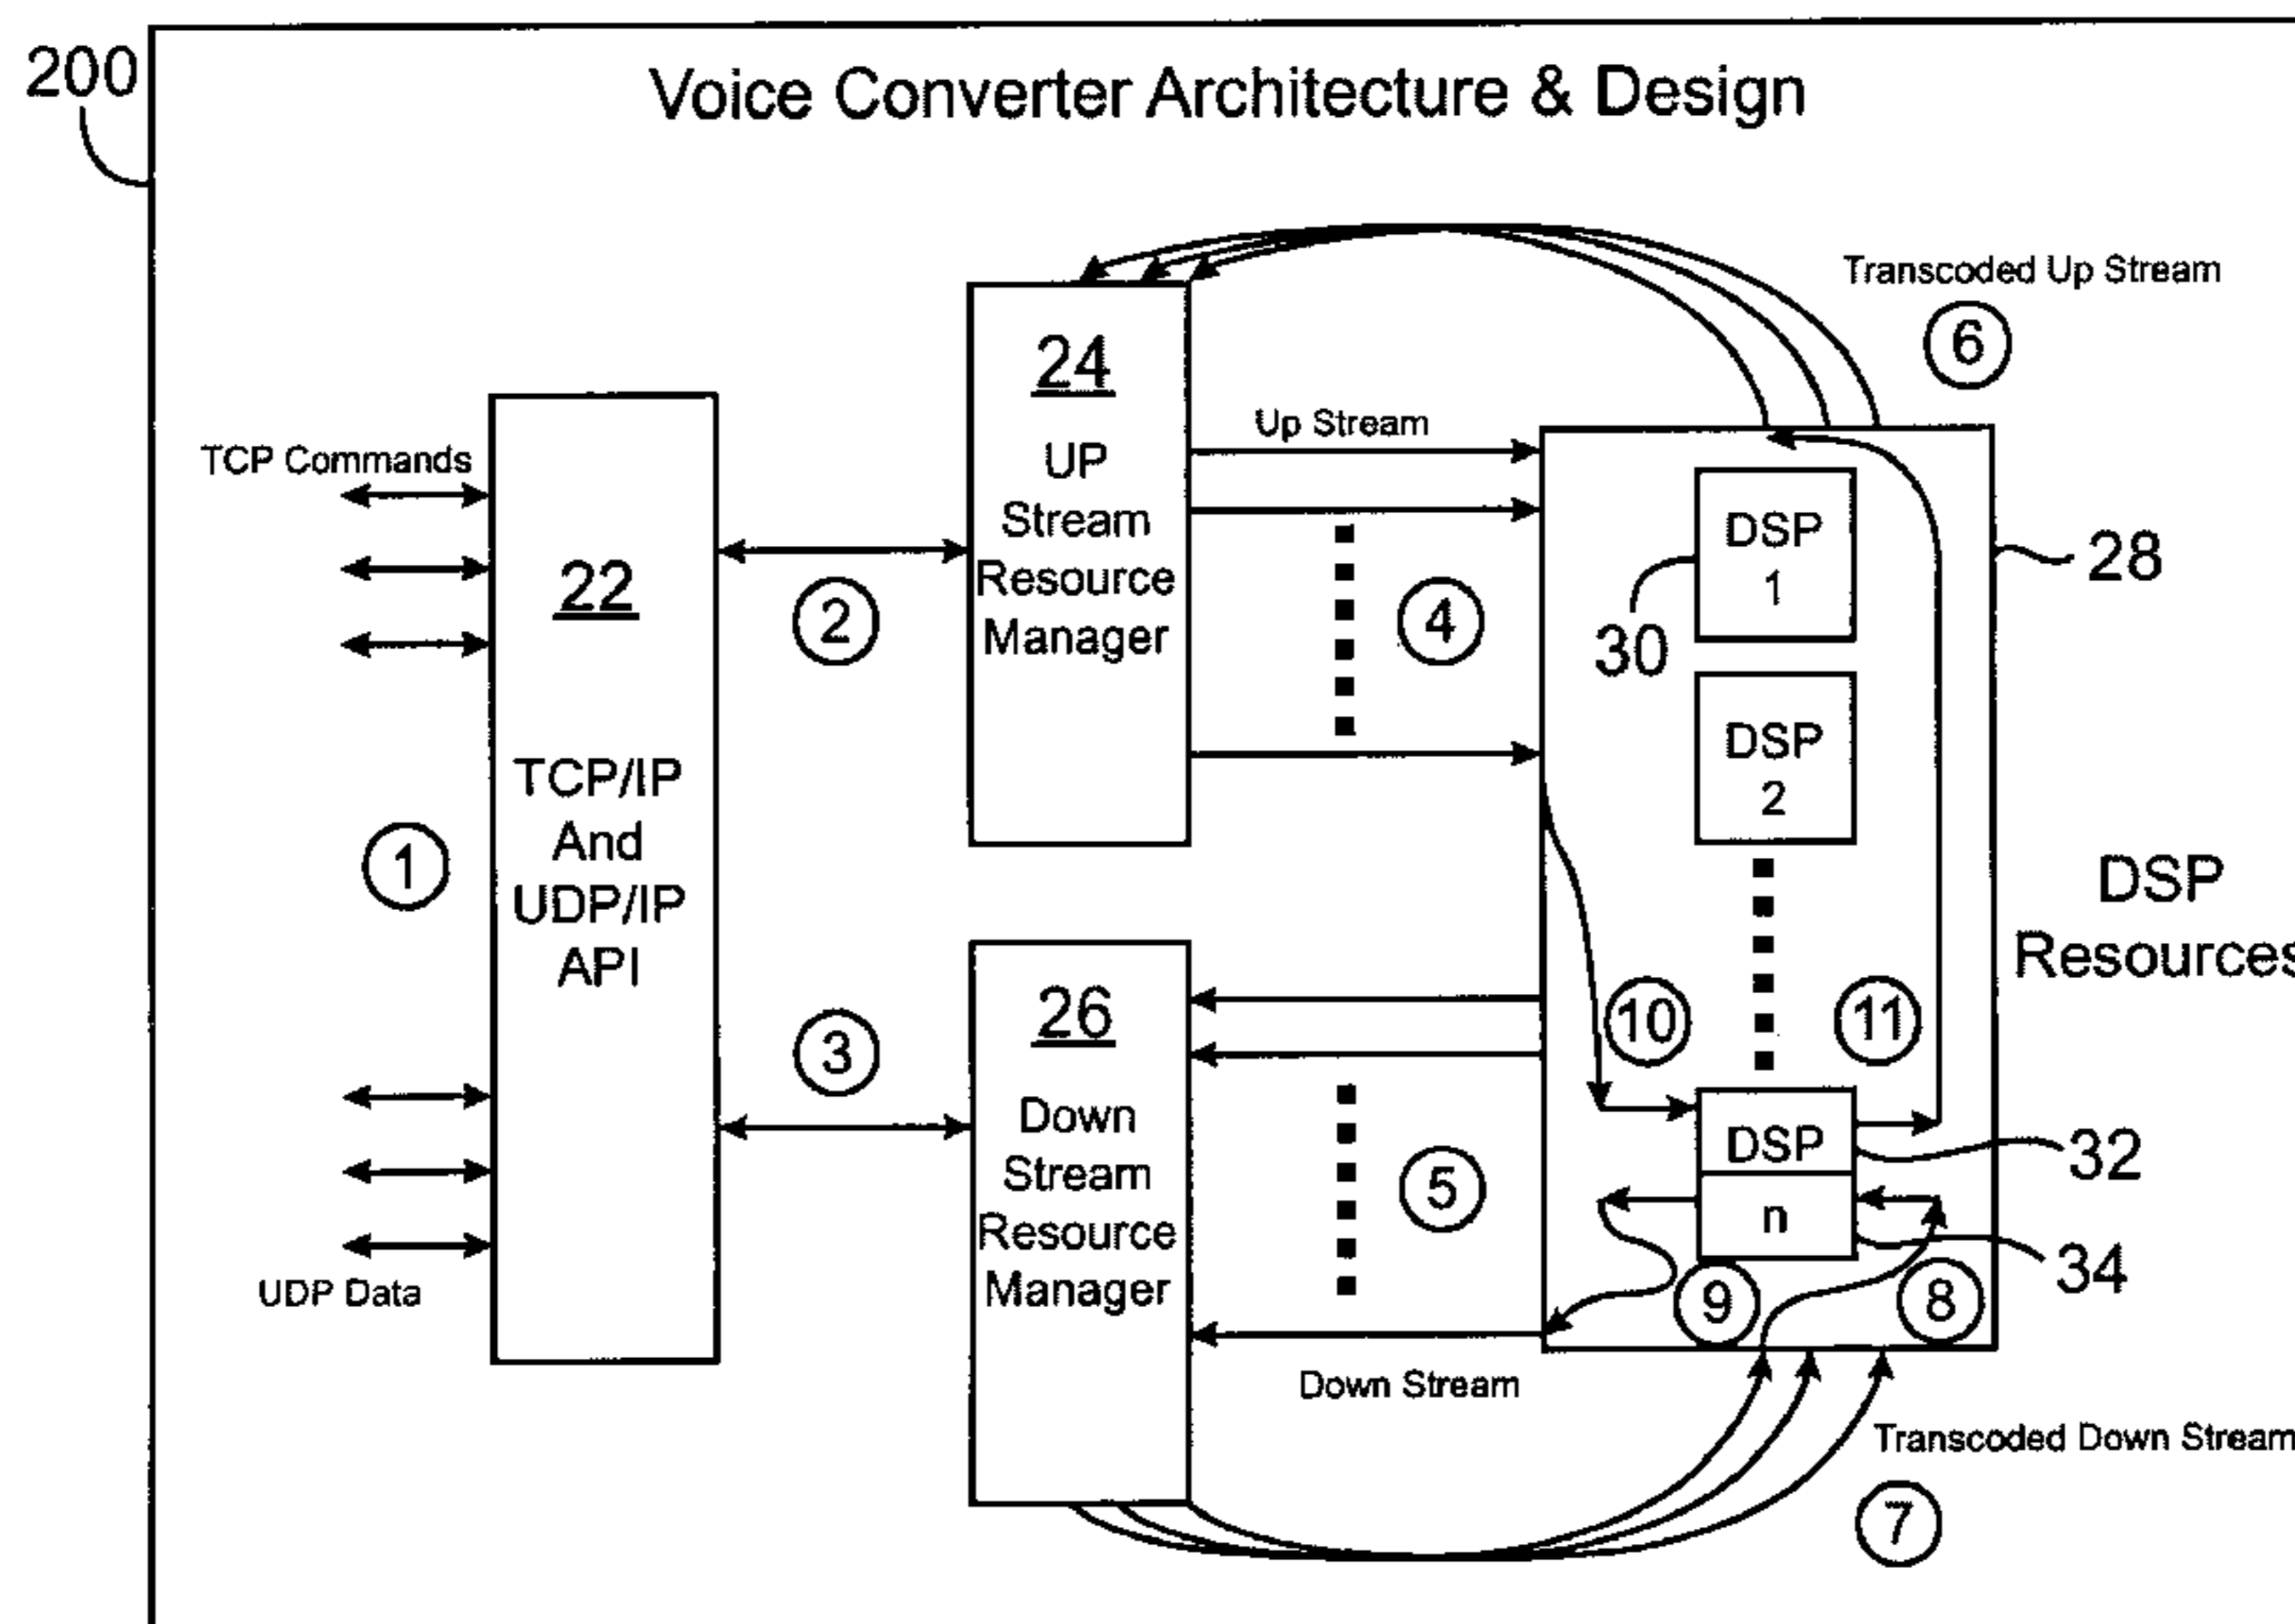 200
Voice Converter Architecture & Design
Transcoded Up Stream
6
24
UP
Stream
Resource
Manager
Up Stream
TCP Commands
22
TCP/IP
And
UDP/IP
API
1
2
4
DSP
1
30
28
DSP
2
DSP
Resources
10
11
3
26
Down
Stream
Resource
Manager
5
DSP
n
32
34
9
8
UDP Data
Down Stream
Transcoded Down Stream
7